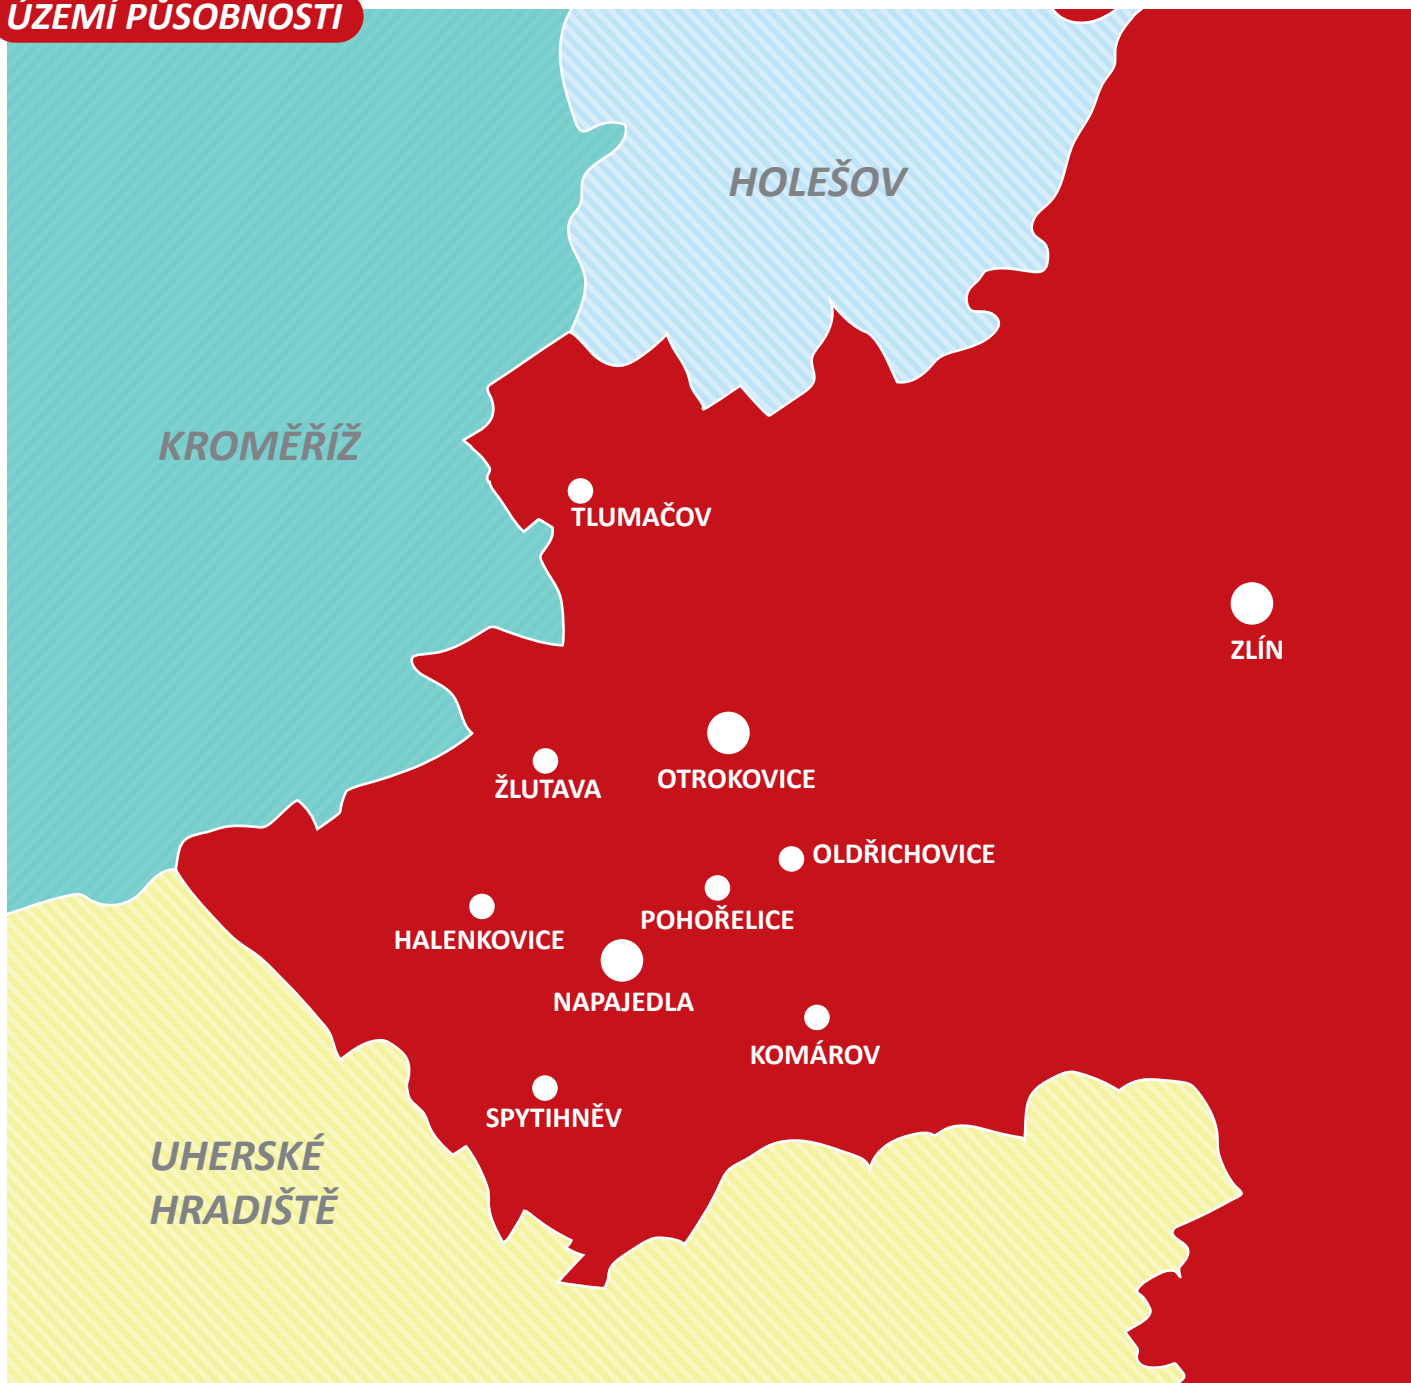 ÚZEMÍ PŮSOBNOSTI
HOLEŠOV
KROMĚŘÍŽ
TLUMAČOV
ZLÍN
OTROKOVICE
ŽLUTAVA
OLDŘICHOVICE
POHOŘELICE
HALENKOVICE
NAPAJEDLA
KOMÁROV
SPYTIHNĚV
UHERSKÉ
HRADIŠTĚ